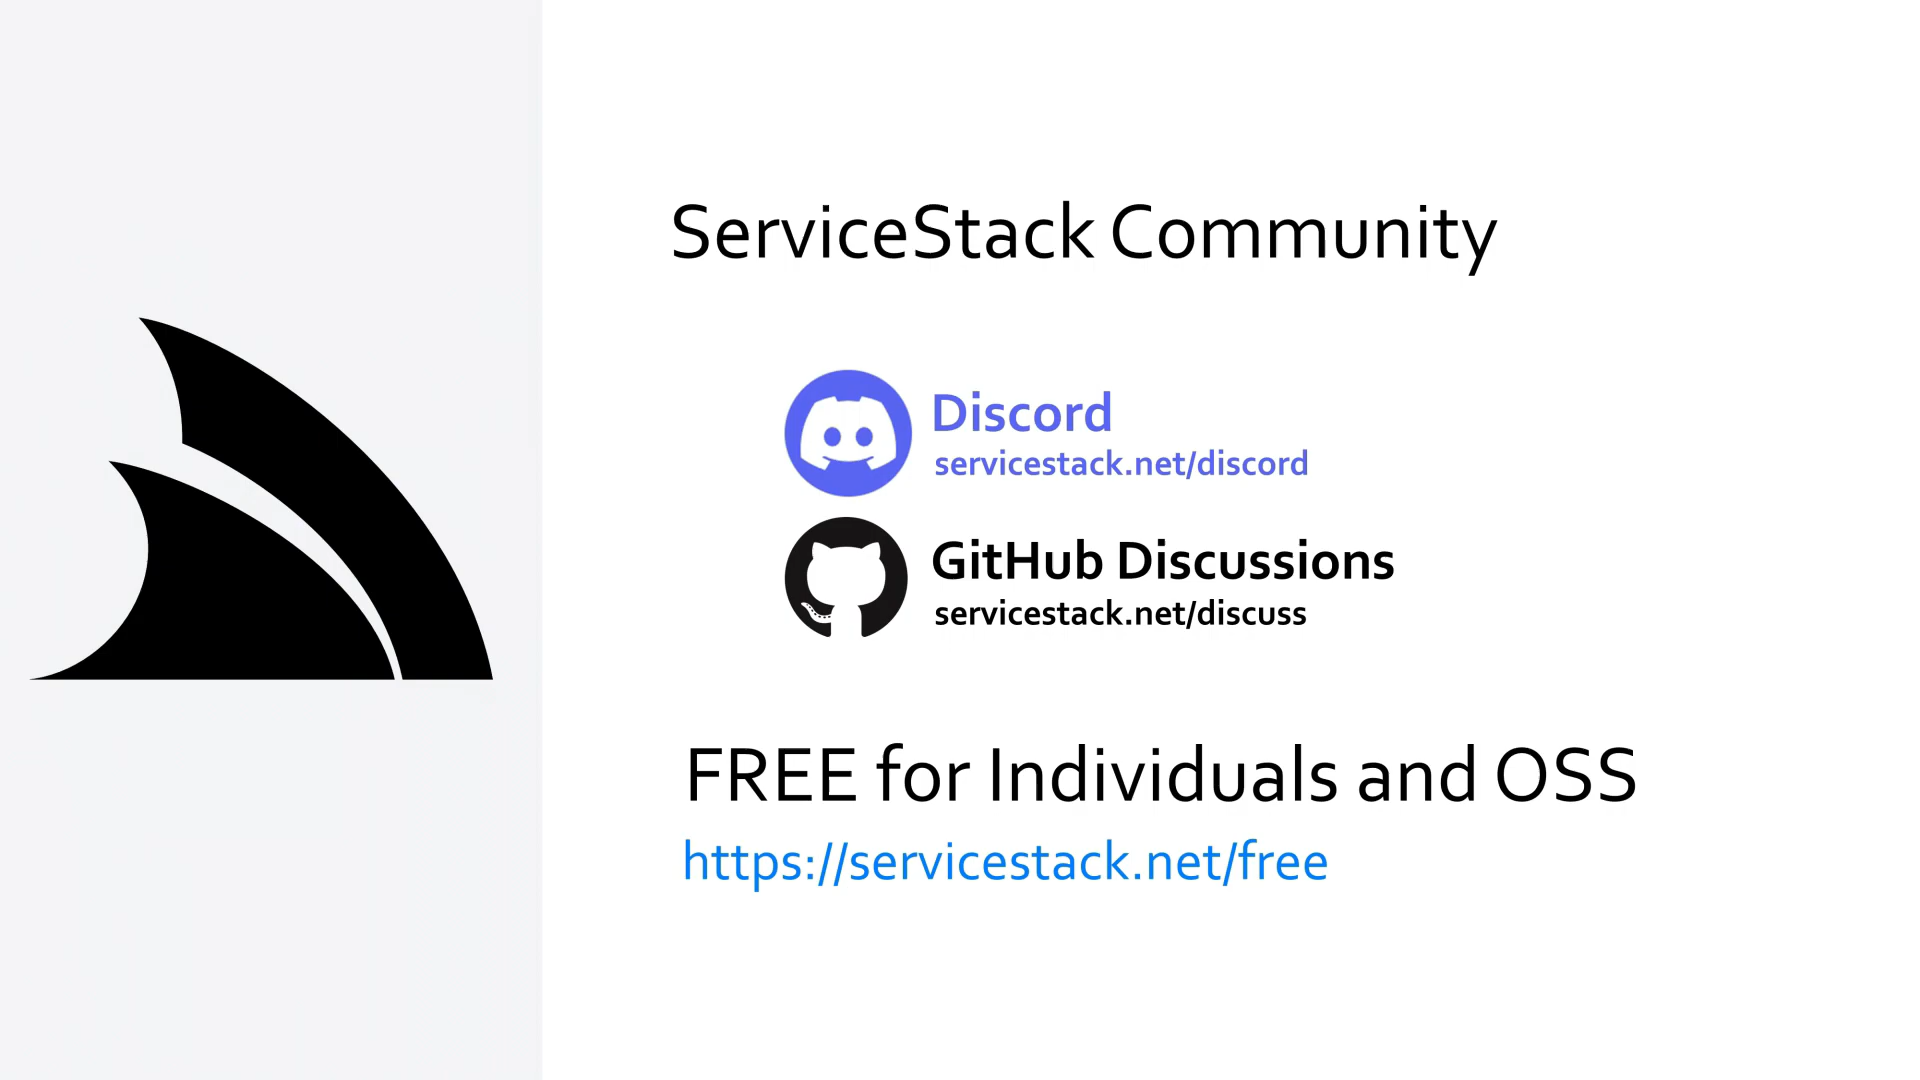 ServiceStack Community
Discord
servicestack.net/discord
GitHub Discussions
servicestack.net/discuss
FREE for Individuals and OSS
https://servicestack.net/free